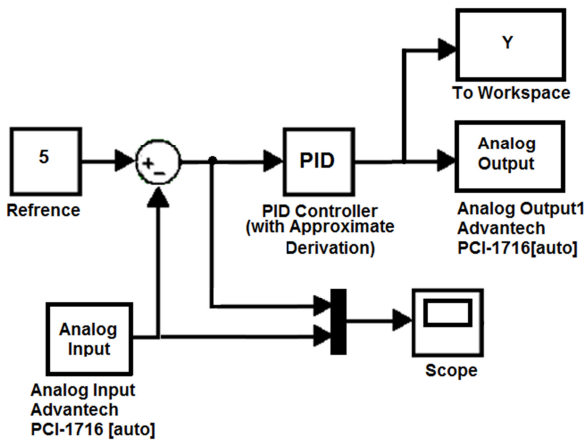 Y
To Workspace
5
+
-
PID
Analog
Output
Refrence
PID Controller
(with Approximate
Derivation)
Analog Output1
Advantech
PCI-1716[auto]
Analog
Input
Scope
Analog Input
Advantech
PCI-1716 [auto]